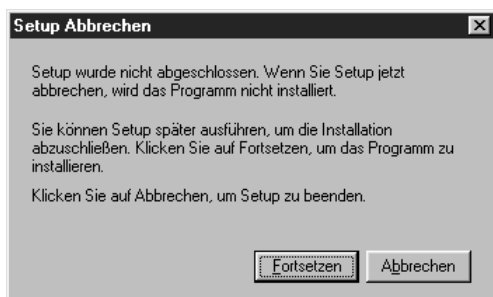 Setup Abbrechen
Setup wurde nicht abgeschlossen. Wenn Sie Setup jetzt
abbrechen, wird das Programm nicht installiert.
Sie können Setup später ausführen, um die Installation
abzuschließen. Klicken Sie auf Fortsetzen, um das Programm zu
installieren.
Klicken Sie auf Abbrechen, um Setup zu beenden.
Fortsetzen Abbrechen